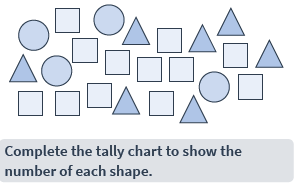 Complete the tally chart to show the
number of each shape.